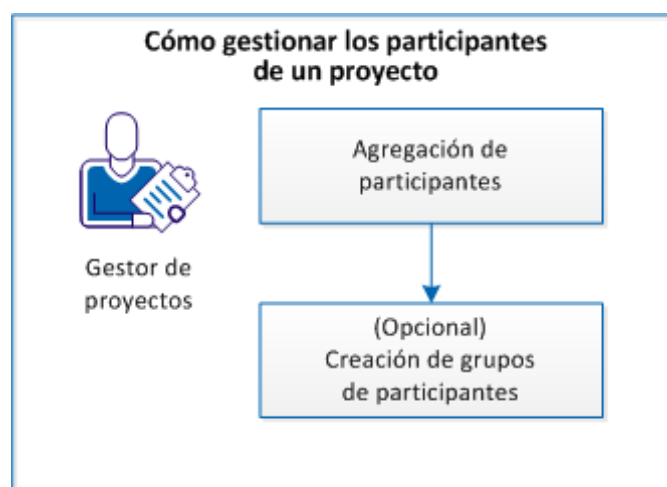 Cómo gestionar los participantes
de un proyecto
Agregación de
participantes
Gestor de
proyectos
(Opcional)
Creación de grupos
de participantes